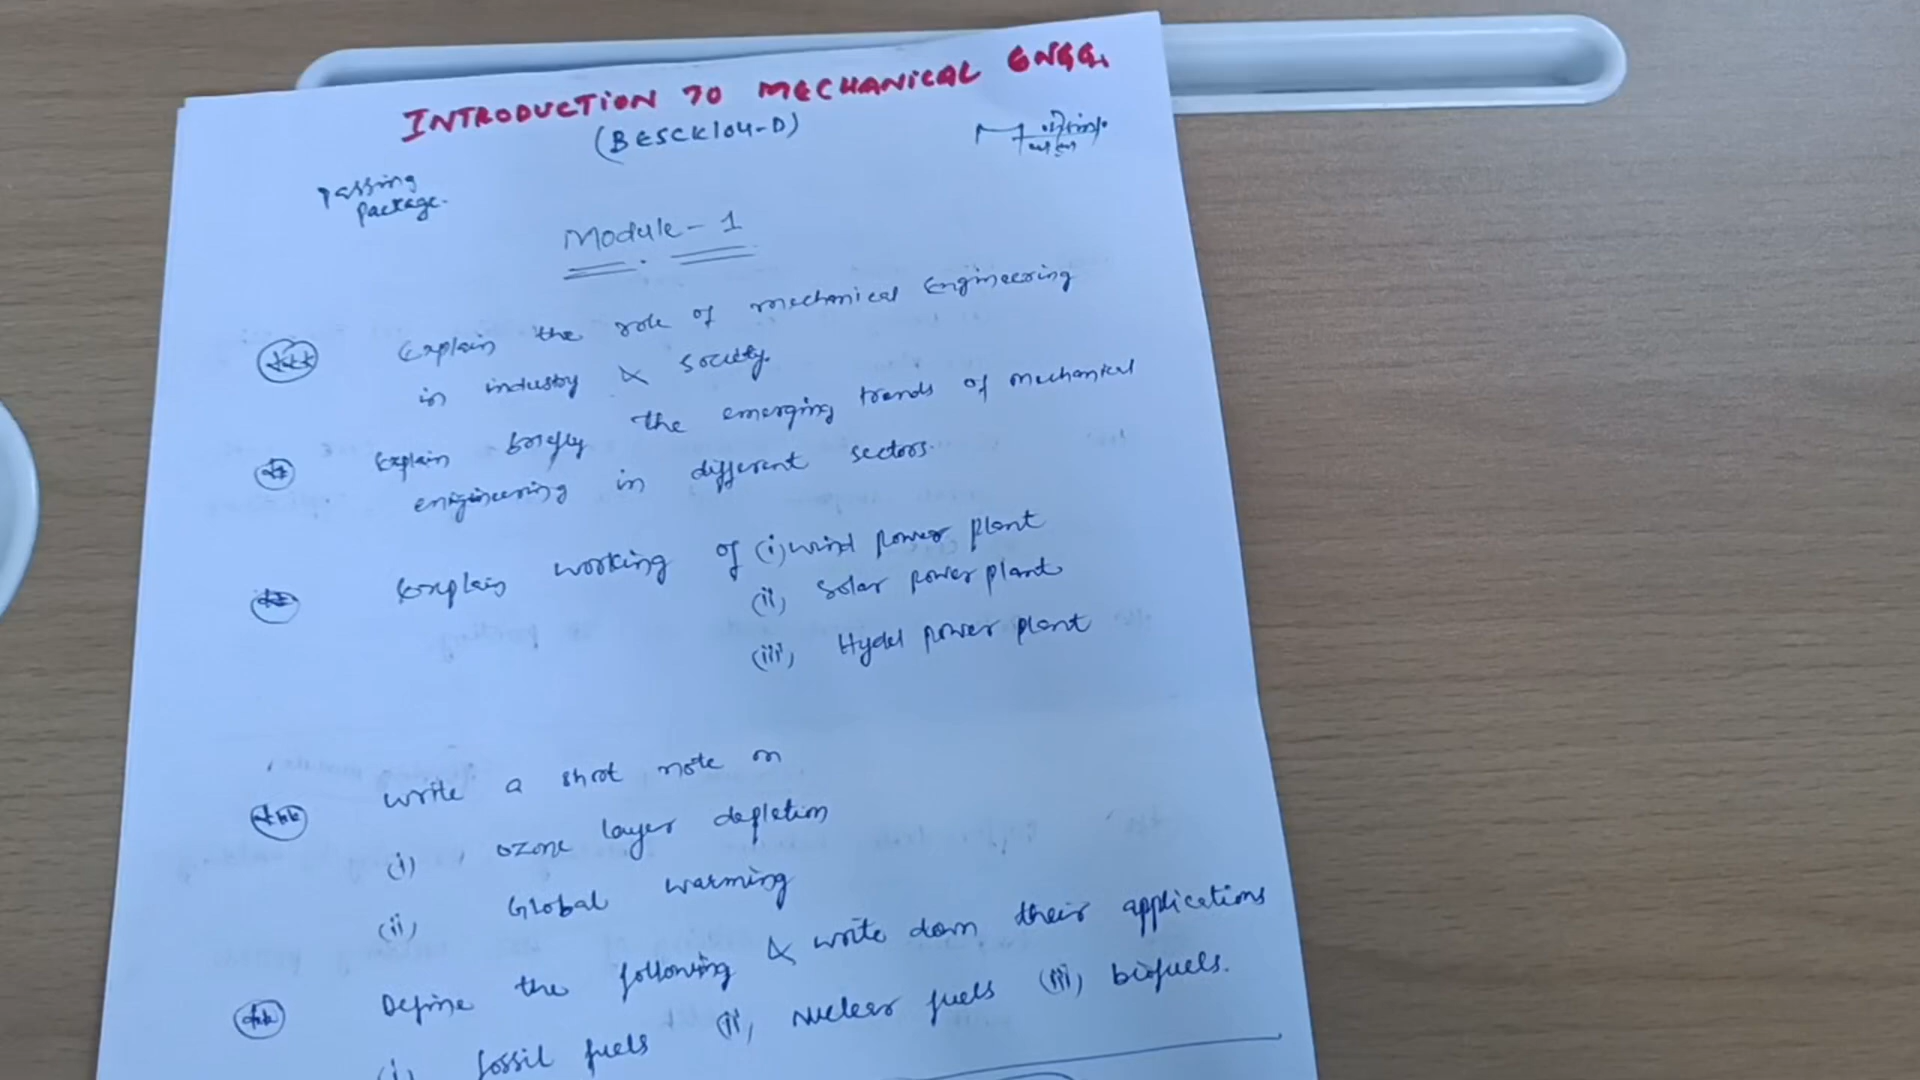 INTRODUCTION TO MECHANICAL ENGG.
(BESCK104-D)
Passing
package.
Module - 1
Explain the role of mechanical Engineering
in industry & society.
Explain briefly the emerging trends of mechanical
engineering in different sectors.
Explain working of (i) wind power plant
(ii) Solar power plant
(iii) Hydel power plant
write a short note on
(i) ozone layer depletion
(ii) Global warming
Define the following & write down their applications
(i) fossil fuels (ii) nuclear fuels (iii) biofuels.